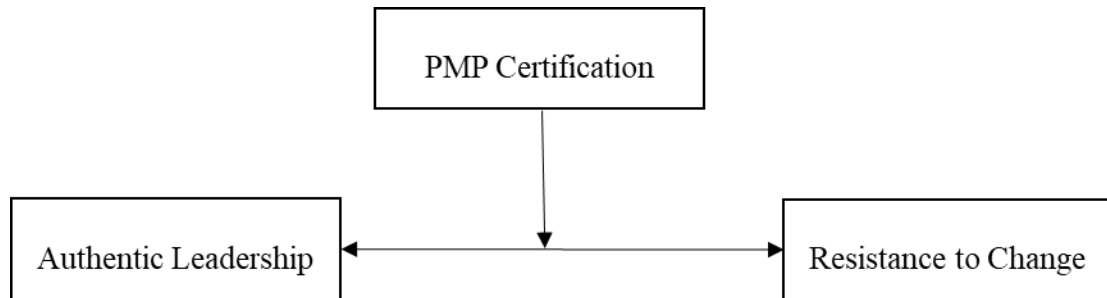 PMP Certification
Authentic Leadership
Resistance to Change